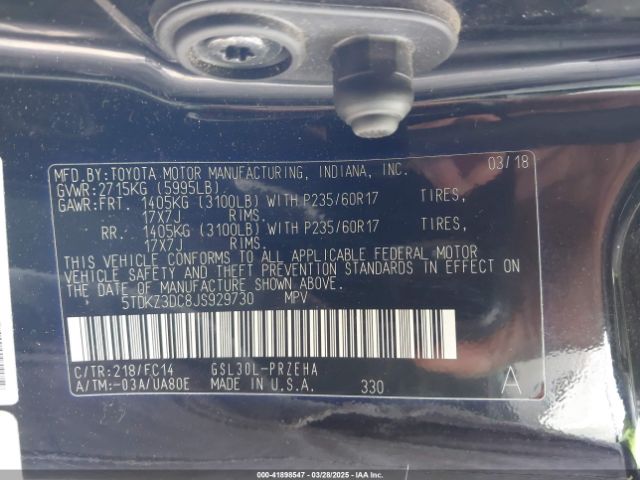 MFD.BY:TOYOTA MOTOR MANUFACTURING, INDIANA, INC. 03/18
GVWR:2715KG (5995LB)
GAWR:FRT. 1405KG (3100LB) WITH P235/60R17 TIRES,
17X7J RIMS.
RR. 1405KG (3100LB) WITH P235/60R17 TIRES,
17X7J RIMS.
THIS VEHICLE CONFORMS TO ALL APPLICABLE FEDERAL MOTOR
VEHICLE SAFETY AND THEFT PREVENTION STANDARDS IN EFFECT
ON THE DATE OF MANUFACTURE SHOWN ABOVE.
5TDKZ3DC8JS929730 MPV
C/TR:218/FC14 GSL30L-PRZEHA
A/TM:-03A/UA80E MADE IN U.S.A. 330 A
000-41898547 - 03/28/2025 - IAAI.CA